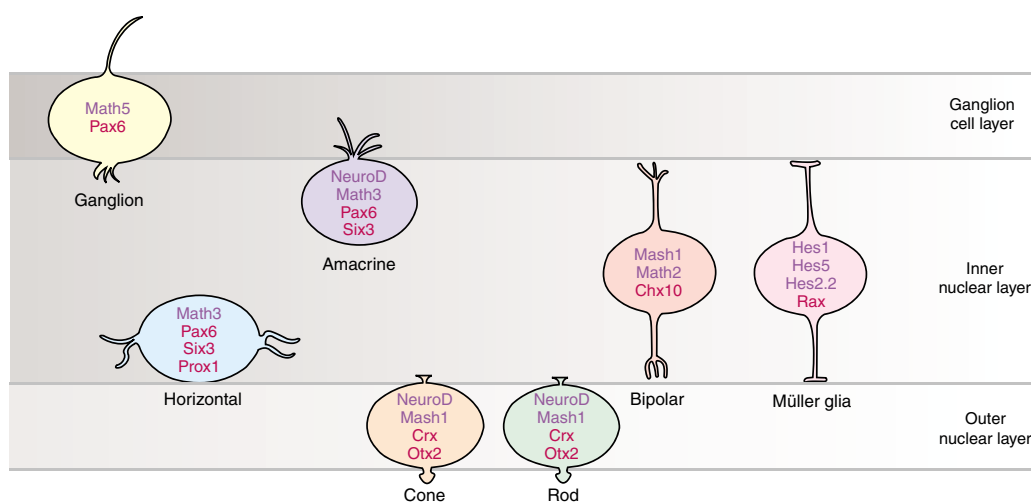 Math5
Pax6
Ganglion
cell layer
Ganglion
NeuroD
Math3
Pax6
Six3
Amacrine
Mash1
Math2
Chx10
Bipolar
Hes1
Hes5
Hes2.2
Rax
Müller glia
Inner
nuclear layer
Math3
Pax6
Six3
Prox1
Horizontal
NeuroD
Mash1
Crx
Otx2
Cone
NeuroD
Mash1
Crx
Otx2
Rod
Outer
nuclear layer